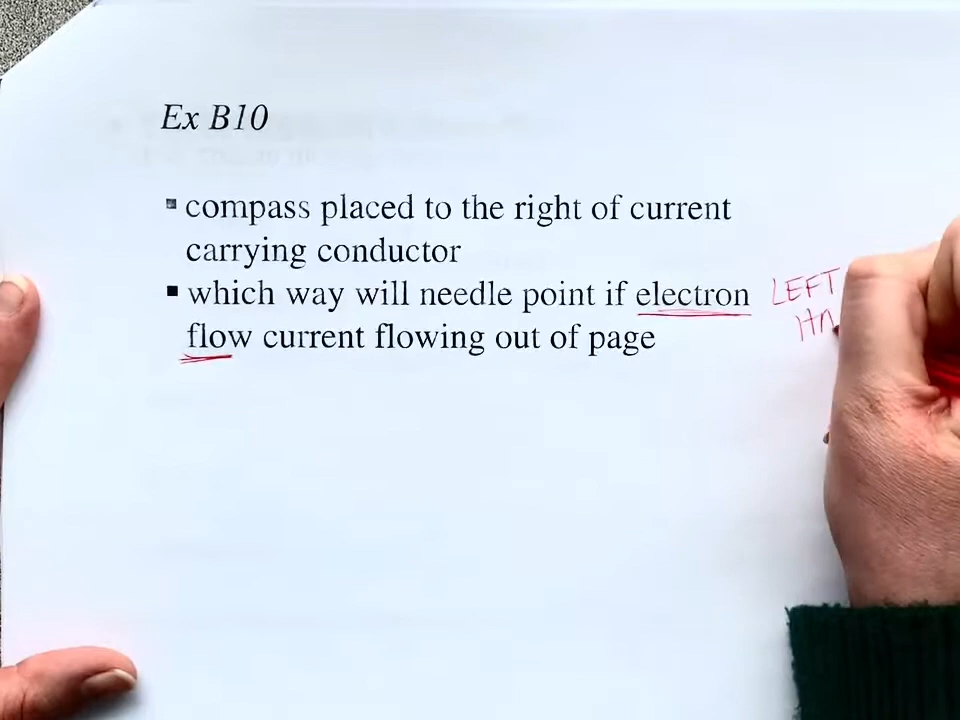 Ex B10
▪ compass placed to the right of current
carrying conductor
▪ which way will needle point if electron LEFT
flow current flowing out of page